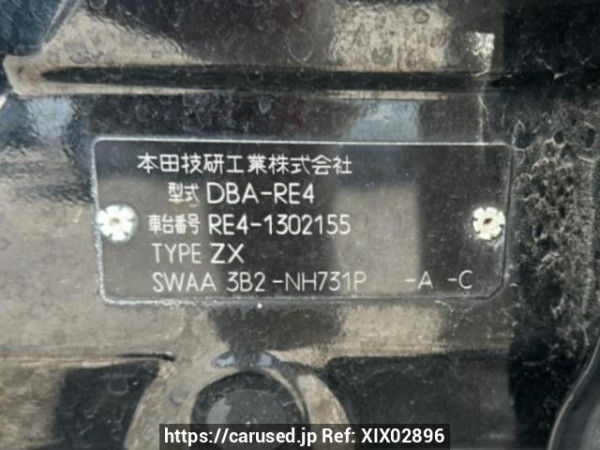 本田技研工業株式会社
型式 DBA-RE4
車台番号 RE4-1302155
TYPE ZX
SWAA 3B2-NH731P -A -C
https://carused.jp Ref: XIX02896